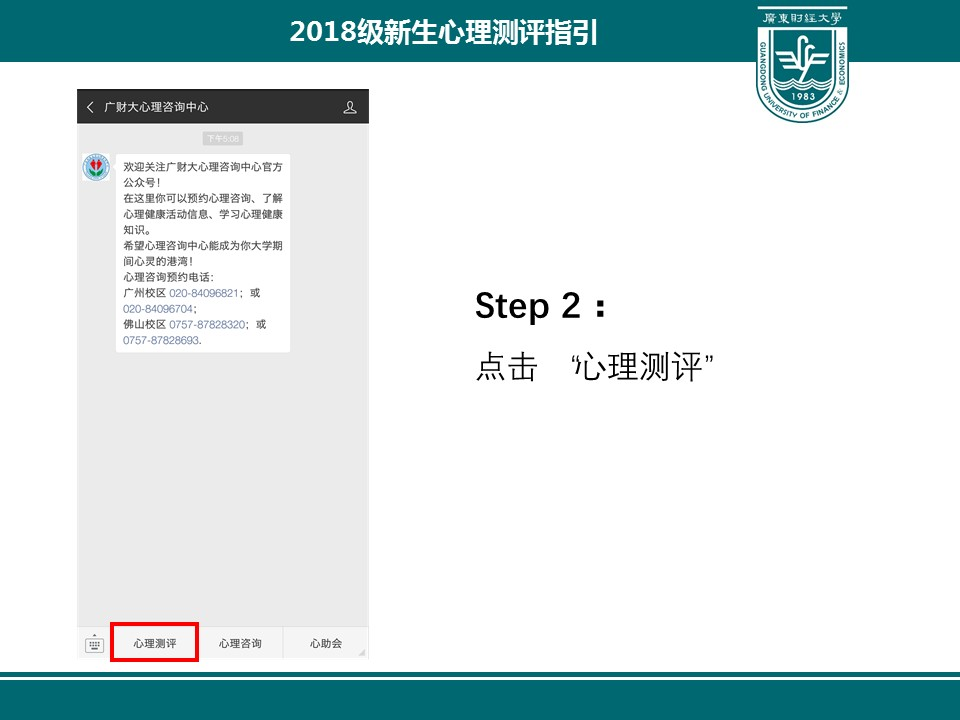 2018级新生心理测评指引
廣東财经大學
GUANGDONG UNIVERSITY OF FINANCE & ECONOMICS
1983
广财大心理咨询中心
下午5:08
欢迎关注广财大心理咨询中心官方
公众号！
在这里你可以预约心理咨询、了解
心理健康活动信息、学习心理健康
知识。
希望心理咨询中心能成为你大学期
间心灵的港湾！
心理咨询预约电话：
广州校区 020-84096821；或
020-84096704；
佛山校区 0757-87828320；或
0757-87828693.
Step 2：
点击 “心理测评”
心理测评
心理咨询
心助会